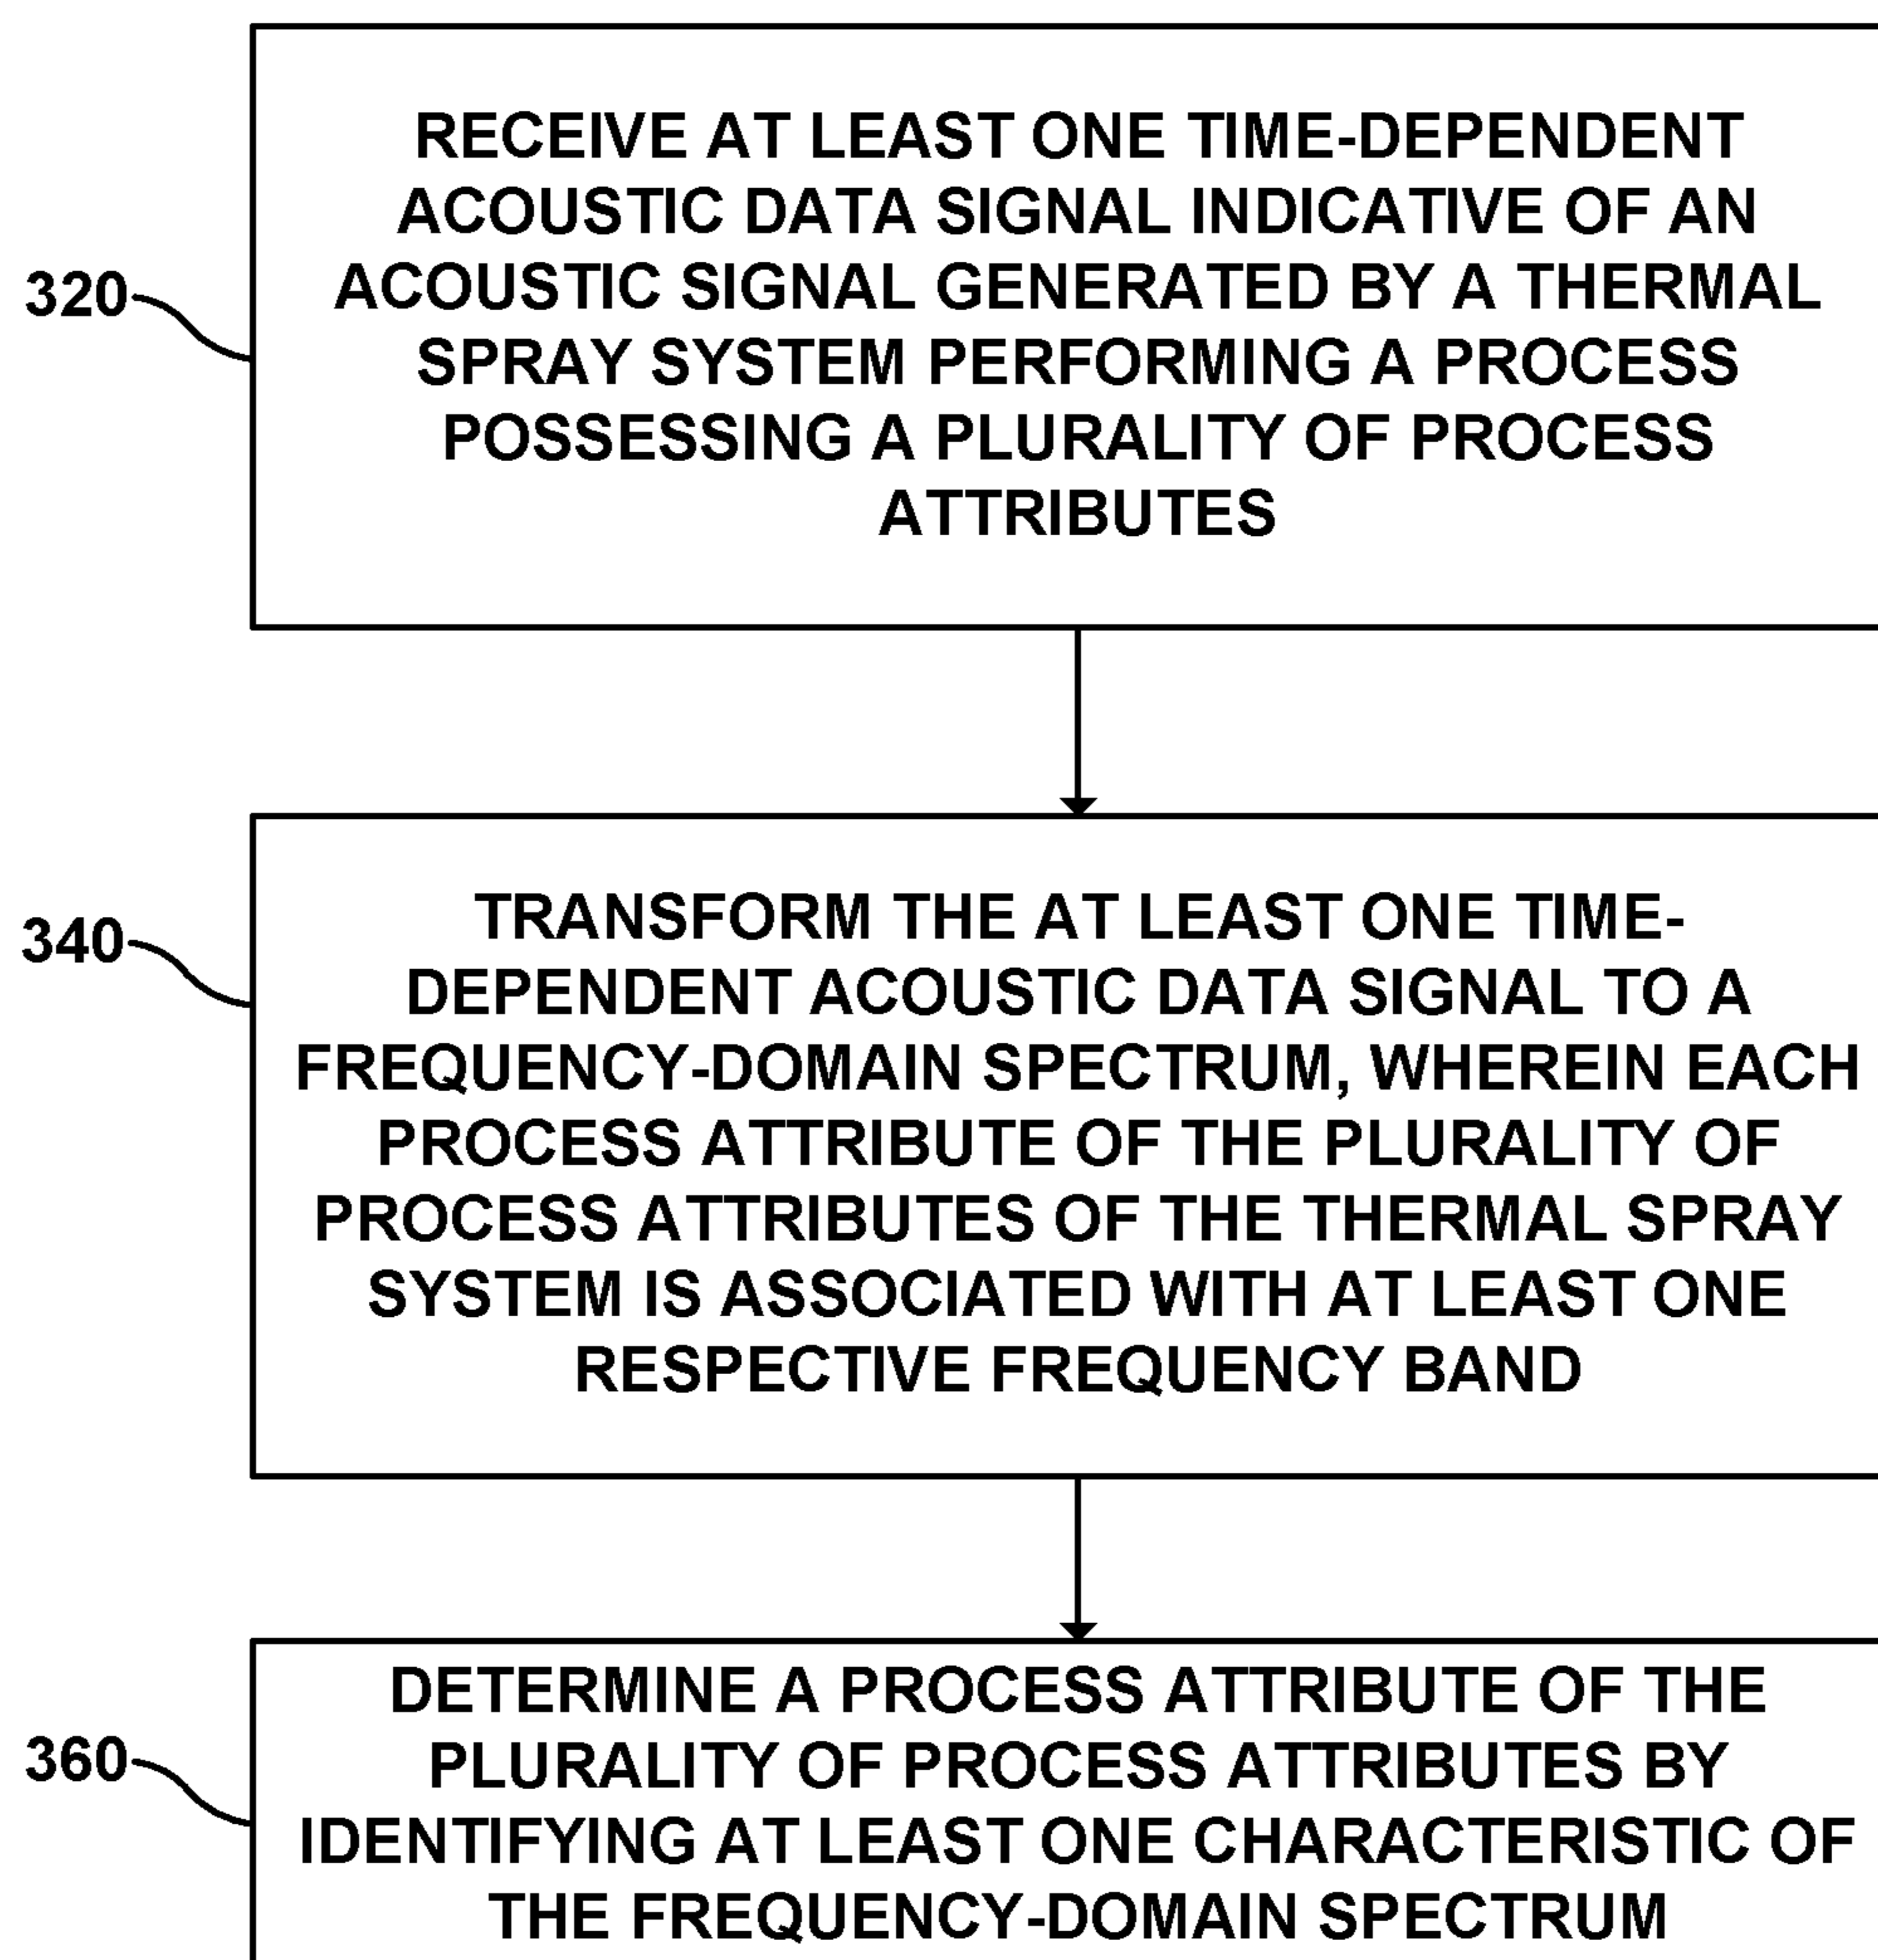 RECEIVE AT LEAST ONE TIME-DEPENDENT
ACOUSTIC DATA SIGNAL INDICATIVE OF AN
ACOUSTIC SIGNAL GENERATED BY A THERMAL
SPRAY SYSTEM PERFORMING A PROCESS
POSSESSING A PLURALITY OF PROCESS
ATTRIBUTES
320
TRANSFORM THE AT LEAST ONE TIME-
DEPENDENT ACOUSTIC DATA SIGNAL TO A
FREQUENCY-DOMAIN SPECTRUM, WHEREIN EACH
PROCESS ATTRIBUTE OF THE PLURALITY OF
PROCESS ATTRIBUTES OF THE THERMAL SPRAY
SYSTEM IS ASSOCIATED WITH AT LEAST ONE
RESPECTIVE FREQUENCY BAND
340
DETERMINE A PROCESS ATTRIBUTE OF THE
PLURALITY OF PROCESS ATTRIBUTES BY
IDENTIFYING AT LEAST ONE CHARACTERISTIC OF
THE FREQUENCY-DOMAIN SPECTRUM
360